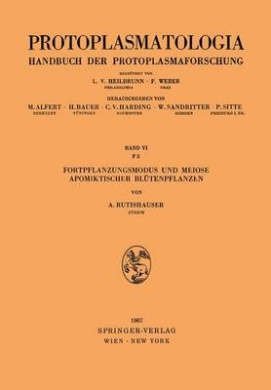 PROTOPLASMATOLOGIA
HANDBUCH DER PROTOPLASMAFORSCHUNG
BEGRÜNDET VON
L. V. HEILBRUNN · F. WEBER
PHILADELPHIA GRAZ
HERAUSGEGEBEN VON
M. ALFERT · H. BAUER · C. V. HARDING · W. SANDRITTER · P. SITTE
BERKELEY TÜBINGEN ROCHESTER GIESSEN FREIBURG I. BR.
BAND VI
F 3
FORTPFLANZUNGSMODUS UND MEIOSE
APOMIKTISCHER BLÜTENPFLANZEN
VON
A. RUTISHAUSER
ZÜRICH
1967
SPRINGER-VERLAG
WIEN · NEW YORK